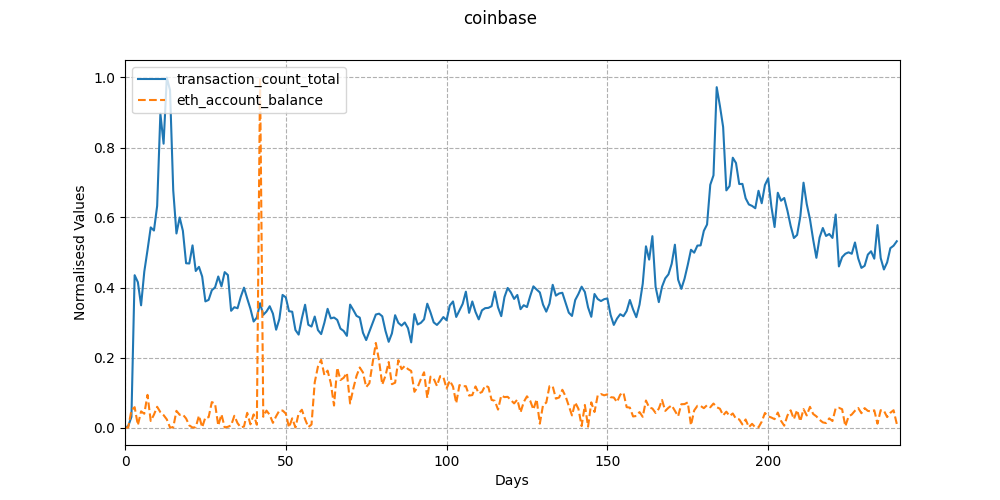 coinbase
transaction_count_total
eth_account_balance
1.0
0.8
0.6
0.4
0.2
0.0
Normalisesd Values
0 50 100 150 200
Days